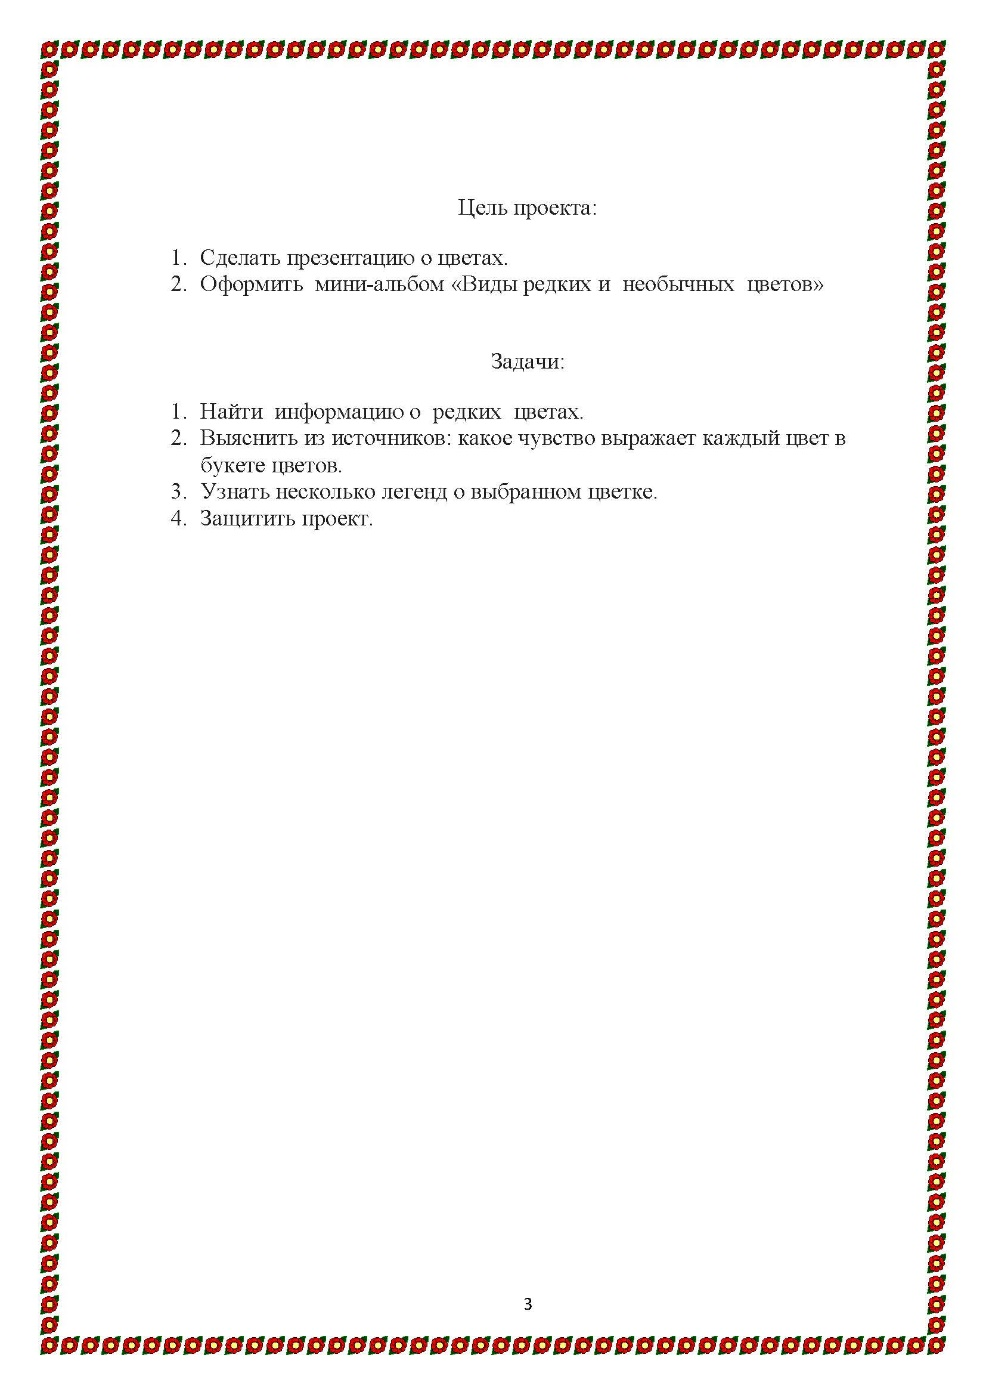 Цель проекта:
1. Сделать презентацию о цветах.
2. Оформить мини-альбом «Виды редких и необычных цветов»
Задачи:
1. Найти информацию о редких цветах.
2. Выяснить из источников: какое чувство выражает каждый цвет в
букете цветов.
3. Узнать несколько легенд о выбранном цветке.
4. Защитить проект.
3